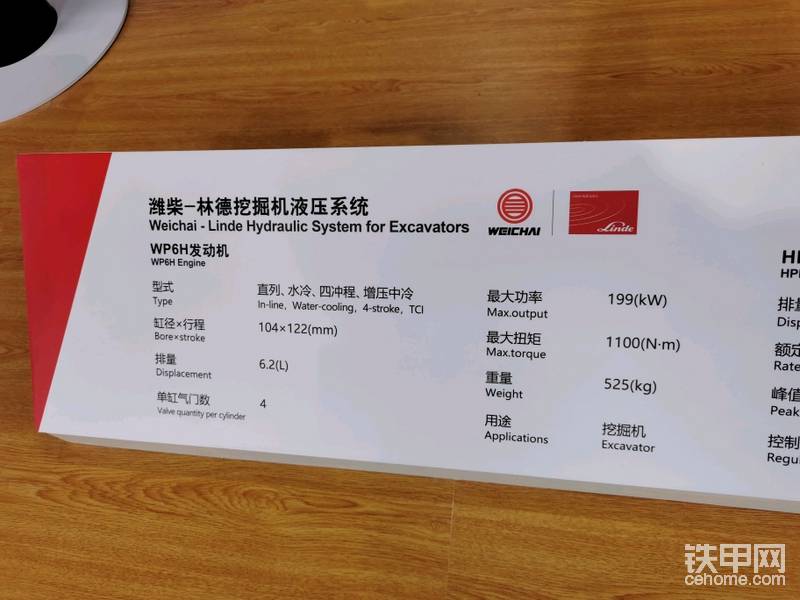 潍柴-林德挖掘机液压系统
Weichai - Linde Hydraulic System for Excavators
WEICHAI
Linde
WP6H发动机
WP6H Engine
型式 直列、水冷、四冲程、增压中冷
Type In-line, Water-cooling, 4-stroke, TCI
缸径×行程 104×122(mm)
Bore×stroke
排量 6.2(L)
Displacement
单缸气门数 4
Valve quantity per cylinder
最大功率 199(kW)
Max.output
最大扭矩 1100(N·m)
Max.torque
重量 525(kg)
Weight
用途 挖掘机
Applications Excavator
排量
额定
Rate
峰值
Peak
控制
Regu
铁甲网
cehome.com